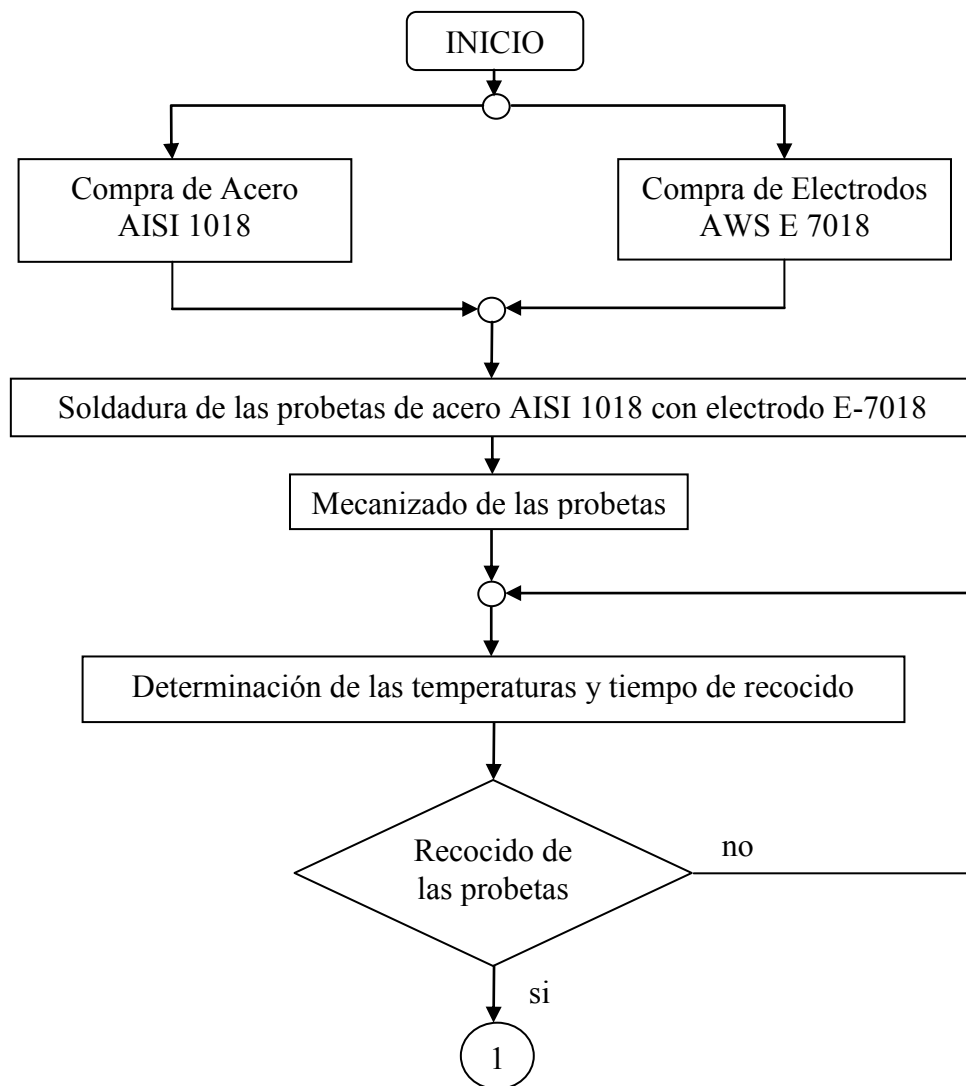 INICIO
Compra de Acero
AISI 1018
Compra de Electrodos
AWS E 7018
Soldadura de las probetas de acero AISI 1018 con electrodo E-7018
Mecanizado de las probetas
Determinación de las temperaturas y tiempo de recocido
Recocido de
las probetas
no
si
1